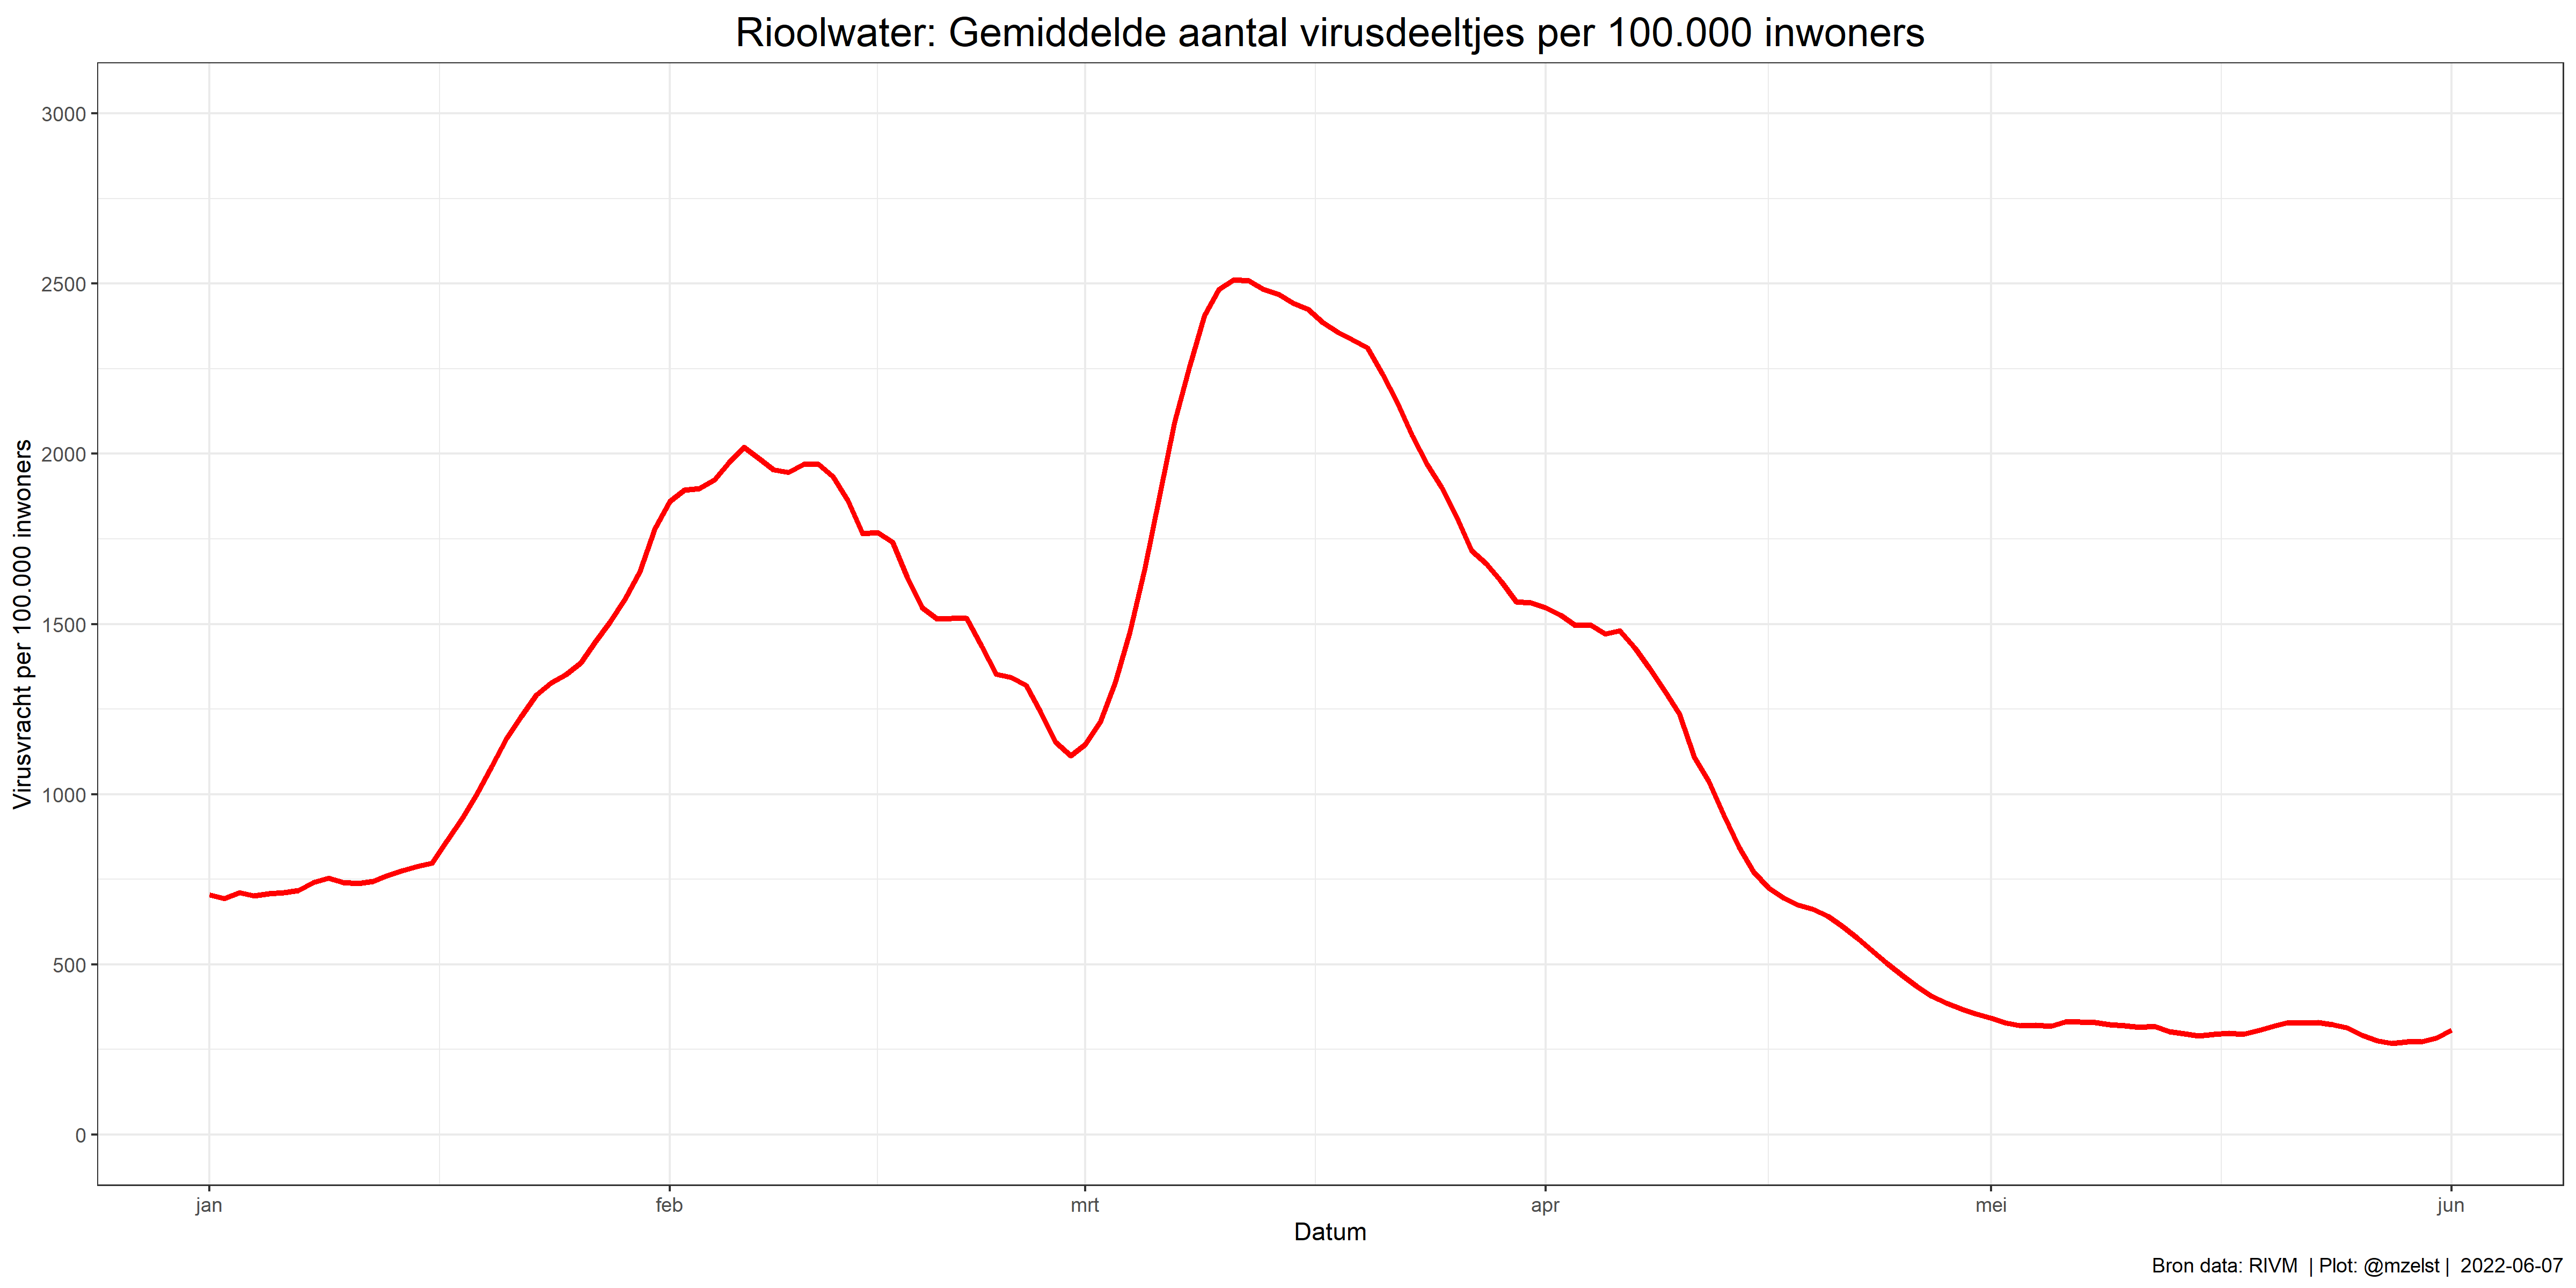 Rioolwater: Gemiddelde aantal virusdeeltjes per 100.000 inwoners
Virusvracht per 100.000 inwoners
3000
2500
2000
1500
1000
500
0
jan feb mrt apr mei jun
Datum
Bron data: RIVM | Plot: @mzelst | 2022-06-07